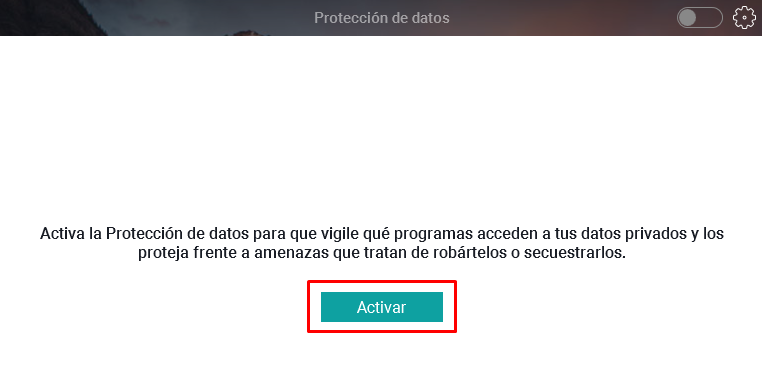 Protección de datos
Activa la Protección de datos para que vigile qué programas acceden a tus datos privados y los
proteja frente a amenazas que tratan de robártelos o secuestrarlos.
Activar